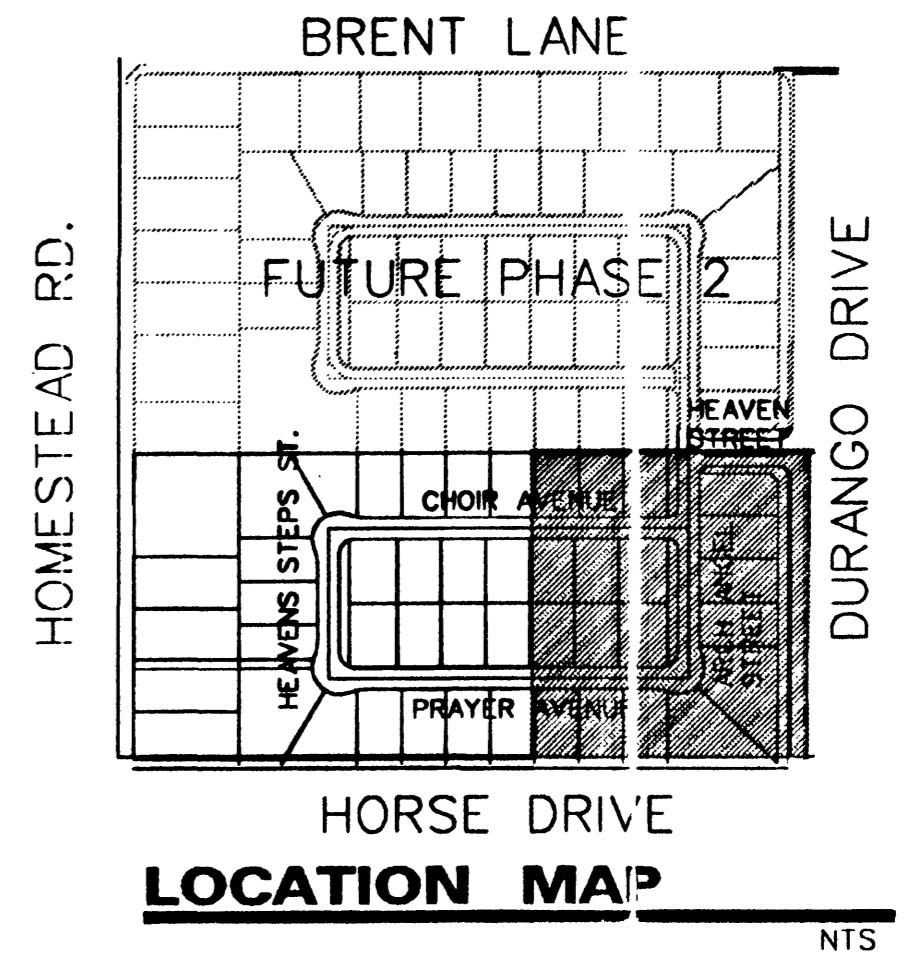 BRENT LANE
HOMESTEAD RD.
FUTURE PHASE 2
DURANGO DRIVE
HEAVEN
STREET
HEAVENS STEPS ST.
CHOIR AVENUE
ARCH ANGEL
STREET
PRAYER AVENUE
HORSE DRIVE
LOCATION MAP
NTS